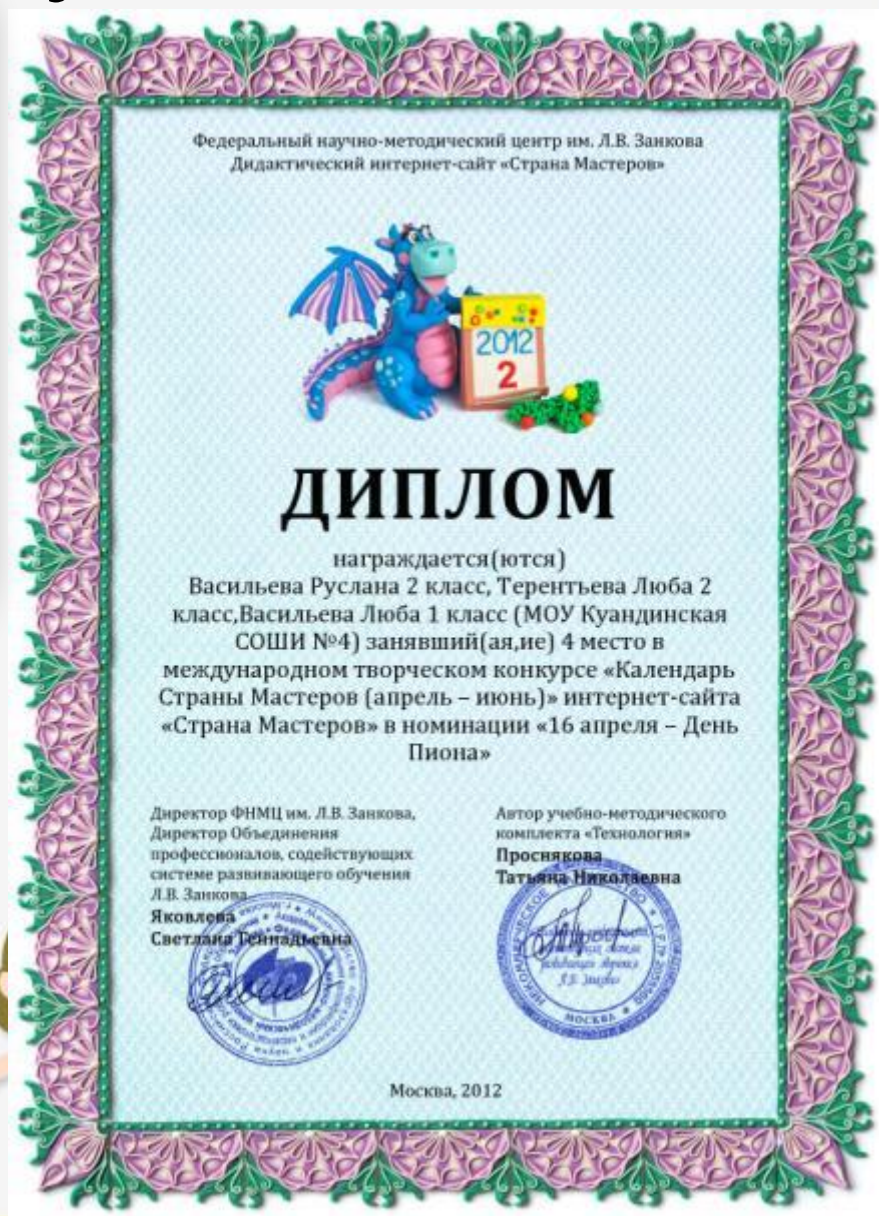 Федеральный научно-методический центр им. Л.В. Занкова
Дидактический интернет-сайт «Страна Мастеров»
2012
2
ДИПЛОМ
награждается(ются)
Васильева Руслана 2 класс, Терентьева Люба 2
класс,Васильева Люба 1 класс (МОУ Куандинская
СОШИ №4) занявший(ая,ие) 4 место в
международном творческом конкурсе «Календарь
Страны Мастеров (апрель – июнь)» интернет-сайта
«Страна Мастеров» в номинации «16 апреля – День
Пиона»
Директор ФНМЦ им. Л.В. Занкова,
Директор Объединения
профессионалов, содействующих
системе развивающего обучения
Л.В. Занкова
Яковлева
Светлана Геннадьевна
Автор учебно-методического
комплекта «Технология»
Проснякова
Татьяна Николаевна
МОСКВА
Москва, 2012